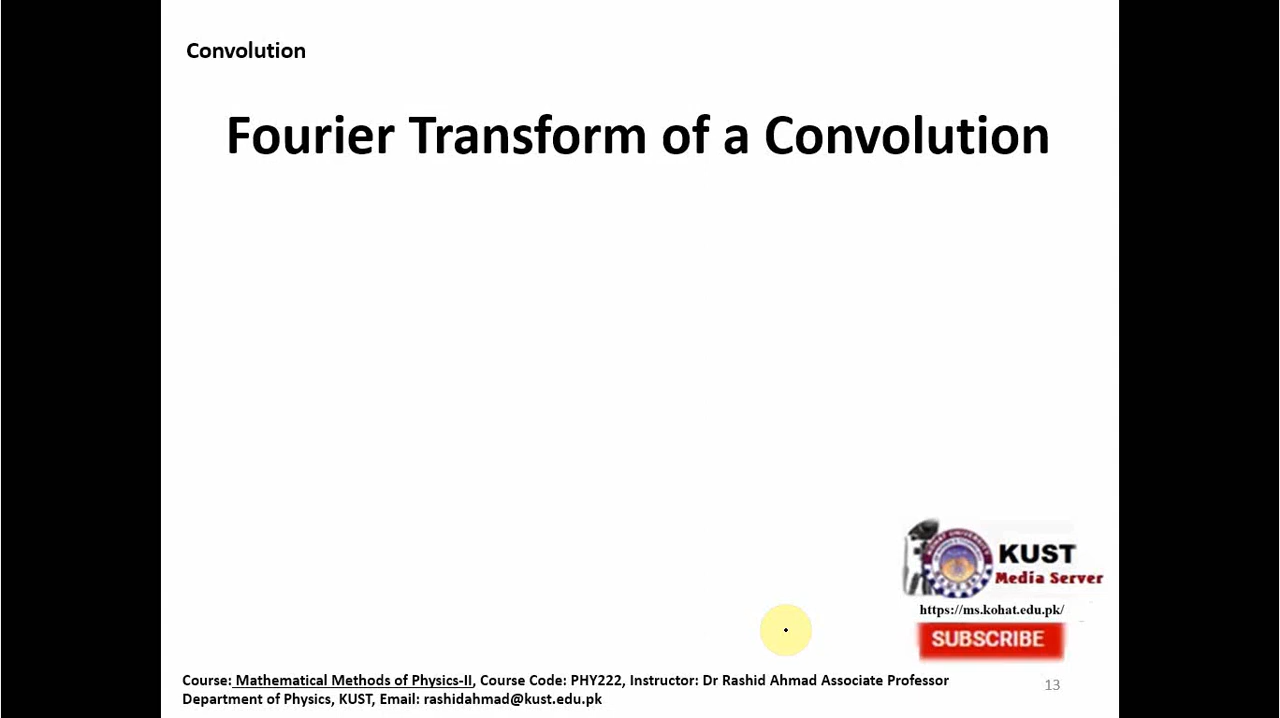 Convolution
Fourier Transform of a Convolution
KUST
Media Server
https://ms.kohat.edu.pk/
SUBSCRIBE
Course: Mathematical Methods of Physics-II, Course Code: PHY222, Instructor: Dr Rashid Ahmad Associate Professor
Department of Physics, KUST, Email: rashidahmad@kust.edu.pk
13